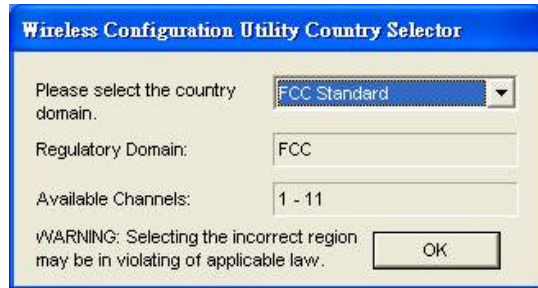 Wireless Configuration Utility Country Selector
Please select the country
domain.
FCC Standard
Regulatory Domain:
FCC
Available Channels:
1 - 11
WARNING: Selecting the incorrect region
may be in violating of applicable law.
OK